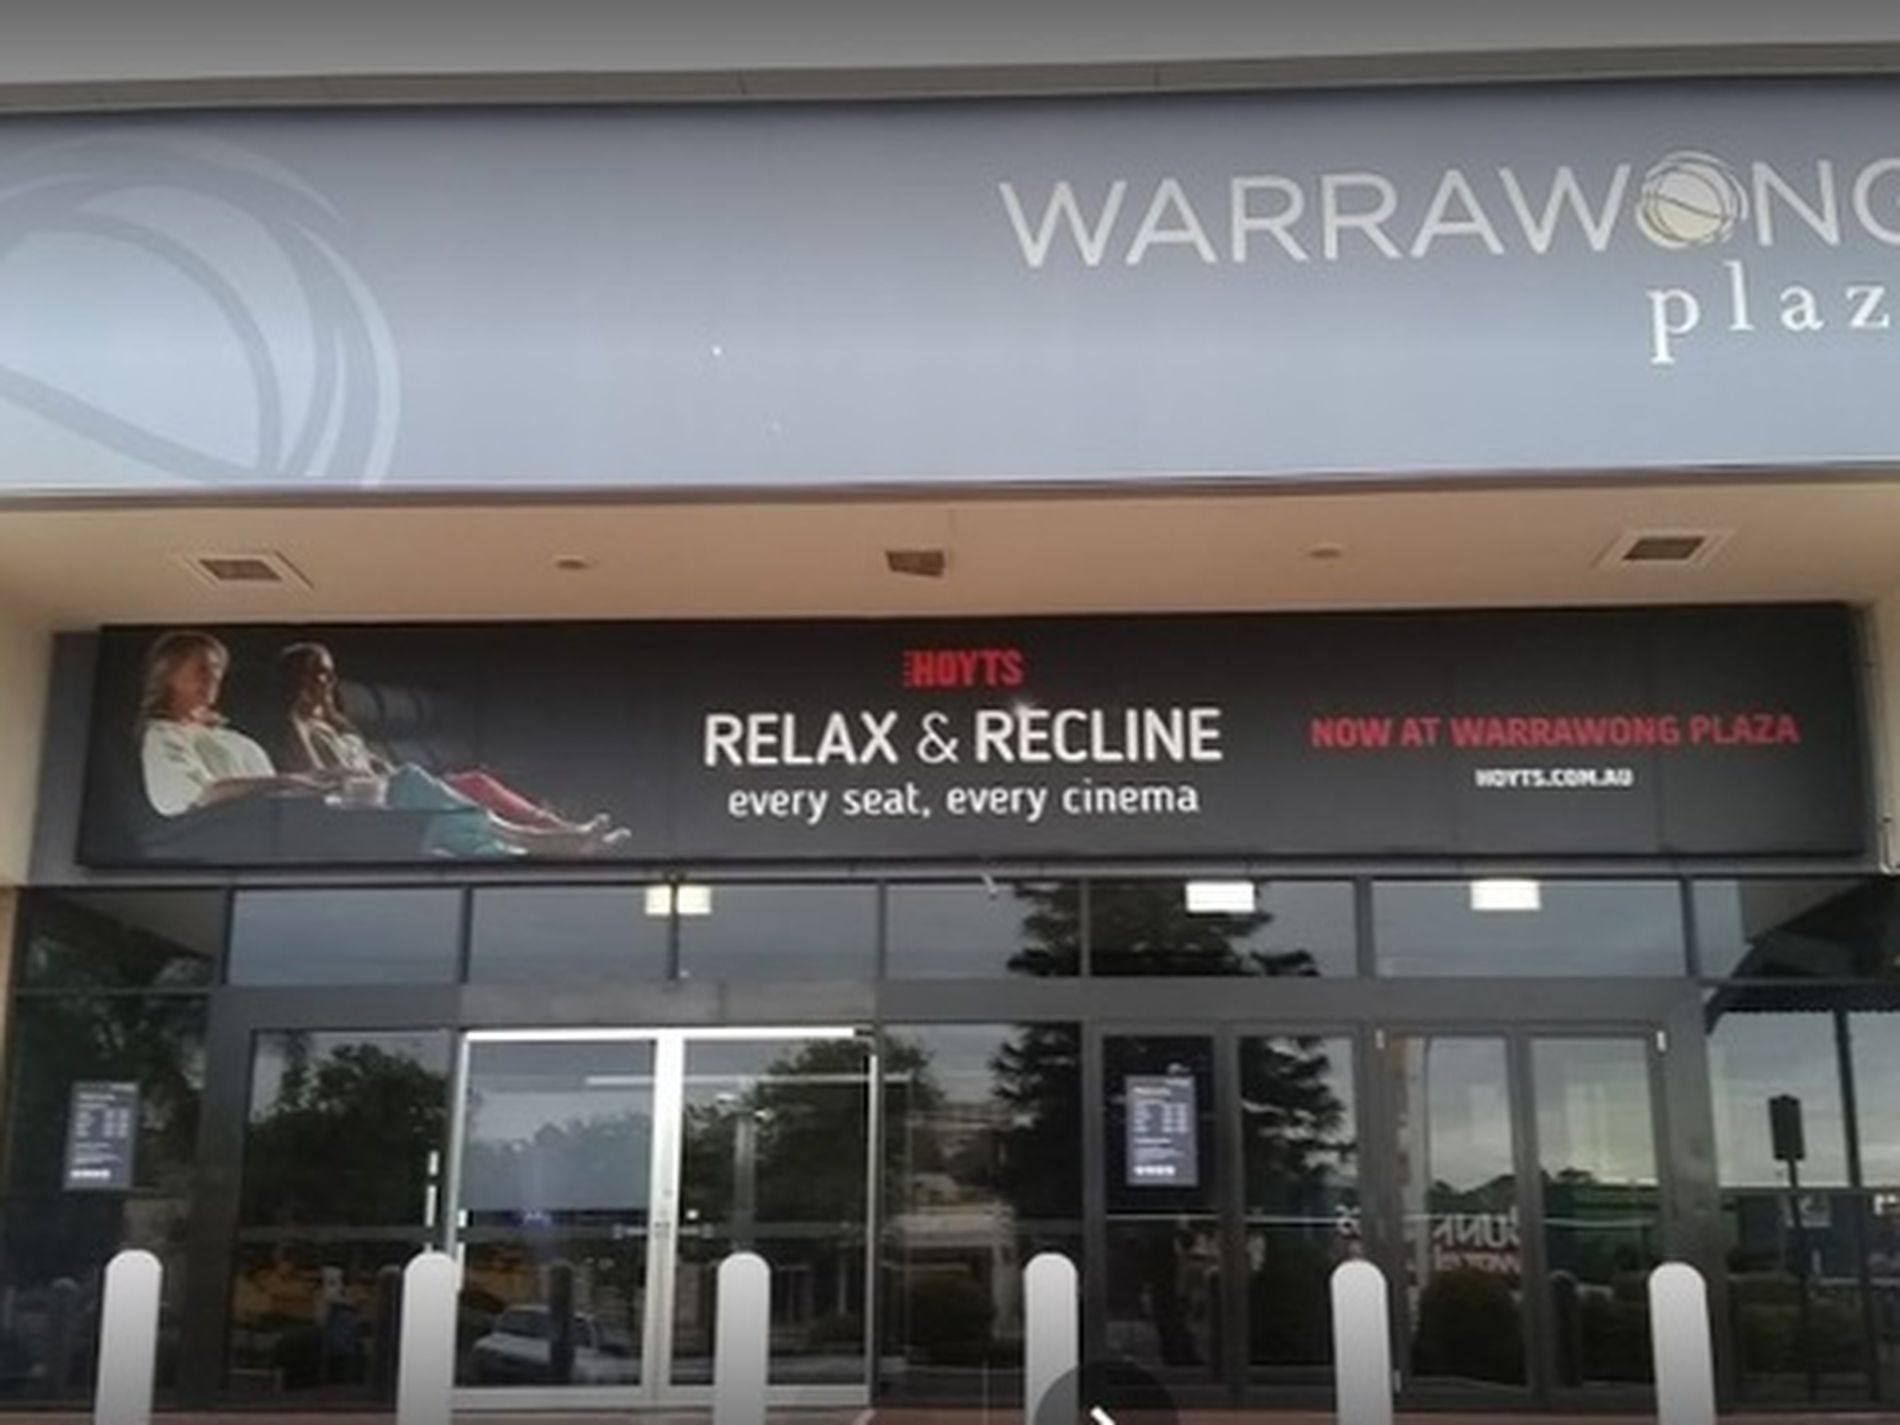 WARRAWONG
plaz
HOYTS
RELAX & RECLINE
every seat, every cinema
NOW AT WARRAWONG PLAZA
HOYTS.COM.AU